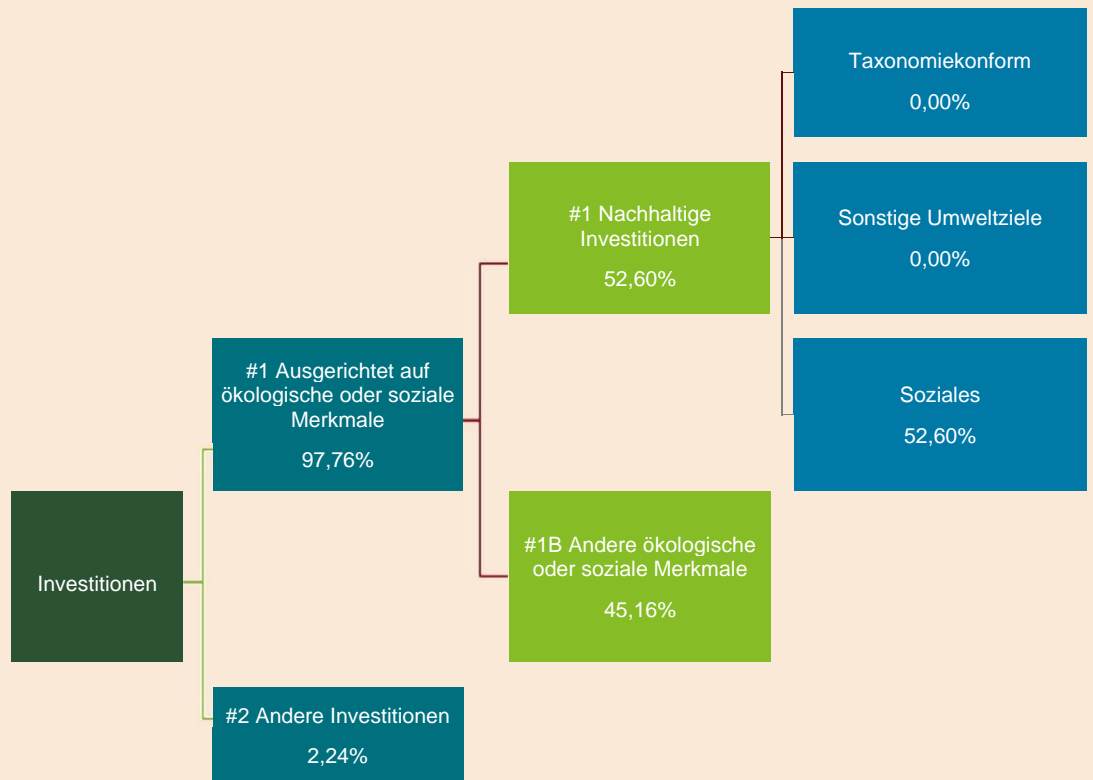 Taxonomiekonform
0,00%
#1 Nachhaltige
Investitionen
52,60%
Sonstige Umweltziele
0,00%
#1 Ausgerichtet auf
ökologische oder soziale
Merkmale
97,76%
Soziales
52,60%
Investitionen
#1B Andere ökologische
oder soziale Merkmale
45,16%
#2 Andere Investitionen
2,24%